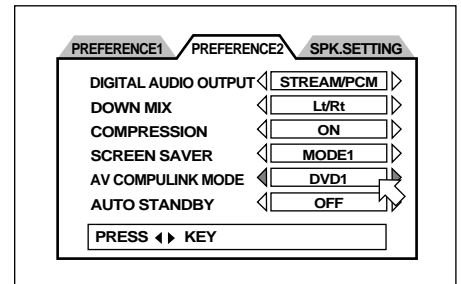 PREFERENCE1 PREFERENCE2 SPK.SETTING
DIGITAL AUDIO OUTPUT STREAM/PCM
DOWN MIX Lt/Rt
COMPRESSION ON
SCREEN SAVER MODE1
AV COMPULINK MODE DVD1
AUTO STANDBY OFF
PRESS KEY